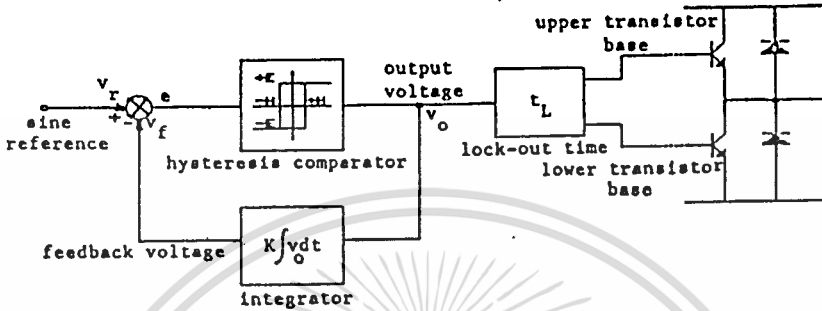 upper transistor
base
v_r
+
-
v_f
e
sine
reference
+E
-H
+H
-E
hysteresis comparator
output
voltage
v_o
t_L
lock-out time
lower transistor
base
feedback voltage
K∫v_o dt
integrator